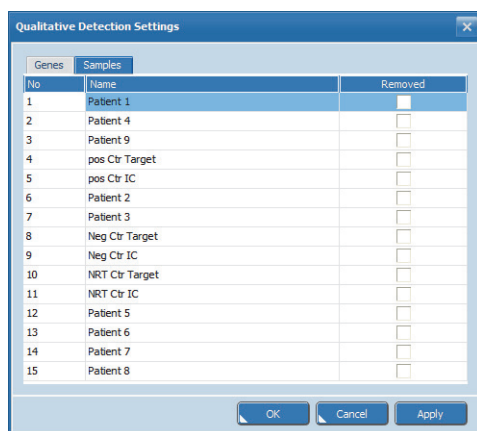 Qualitative Detection Settings
Genes Samples
No Name Removed
1 Patient 1
2 Patient 4
3 Patient 9
4 pos Ctr Target
5 pos Ctr IC
6 Patient 2
7 Patient 3
8 Neg Ctr Target
9 Neg Ctr IC
10 NRT Ctr Target
11 NRT Ctr IC
12 Patient 5
13 Patient 6
14 Patient 7
15 Patient 8
OK Cancel Apply